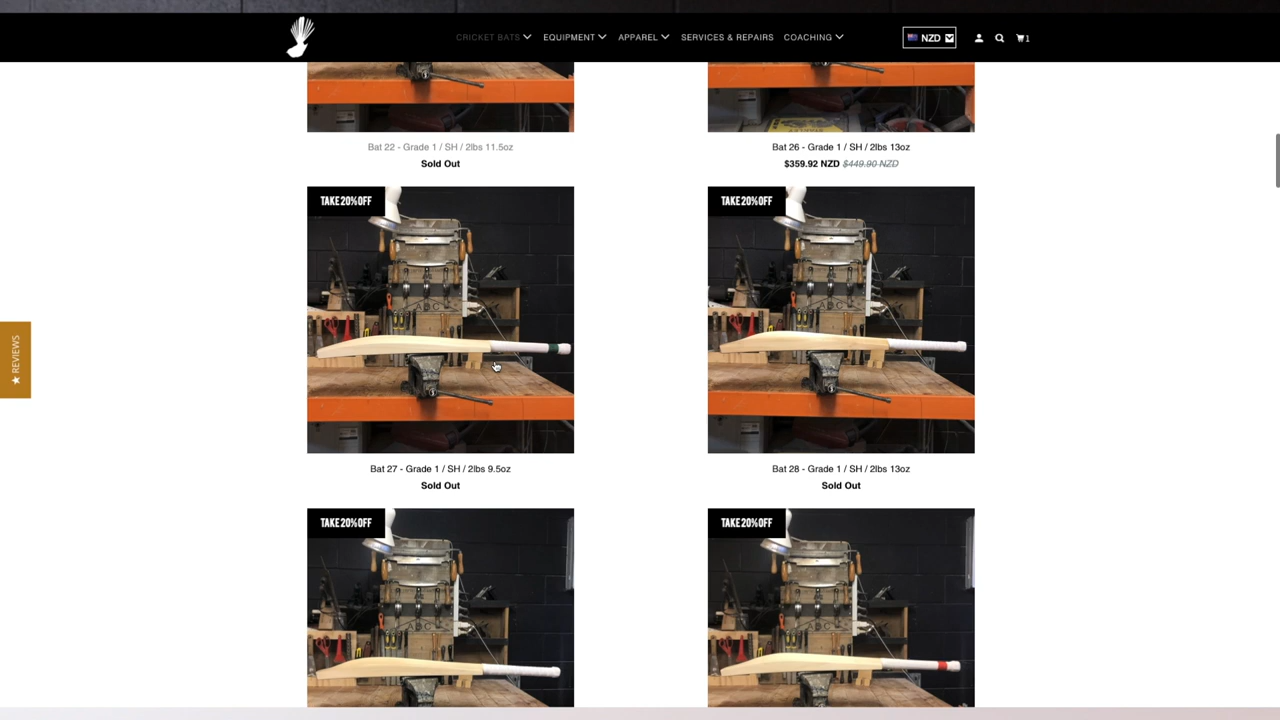 CRICKET BATS
EQUIPMENT
APPAREL
SERVICES & REPAIRS
COACHING
NZD
1
Bat 22 - Grade 1 / SH / 2lbs 11.5oz
Sold Out
Bat 26 - Grade 1 / SH / 2lbs 13oz
$359.92 NZD $449.90 NZD
TAKE 20% OFF
TAKE 20% OFF
★ REVIEWS
Bat 27 - Grade 1 / SH / 2lbs 9.5oz
Sold Out
Bat 28 - Grade 1 / SH / 2lbs 13oz
Sold Out
TAKE 20% OFF
TAKE 20% OFF